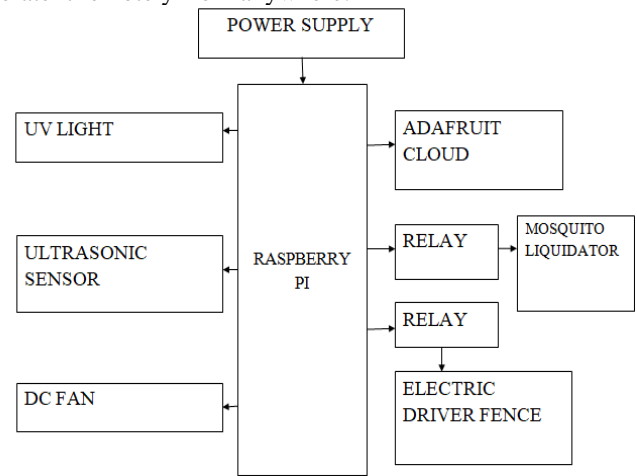 POWER SUPPLY
UV LIGHT
ADAFRUIT
CLOUD
RELAY
MOSQUITO
LIQUIDATOR
ULTRASONIC
SENSOR
RASPBERRY
PI
RELAY
DC FAN
ELECTRIC
DRIVER FENCE